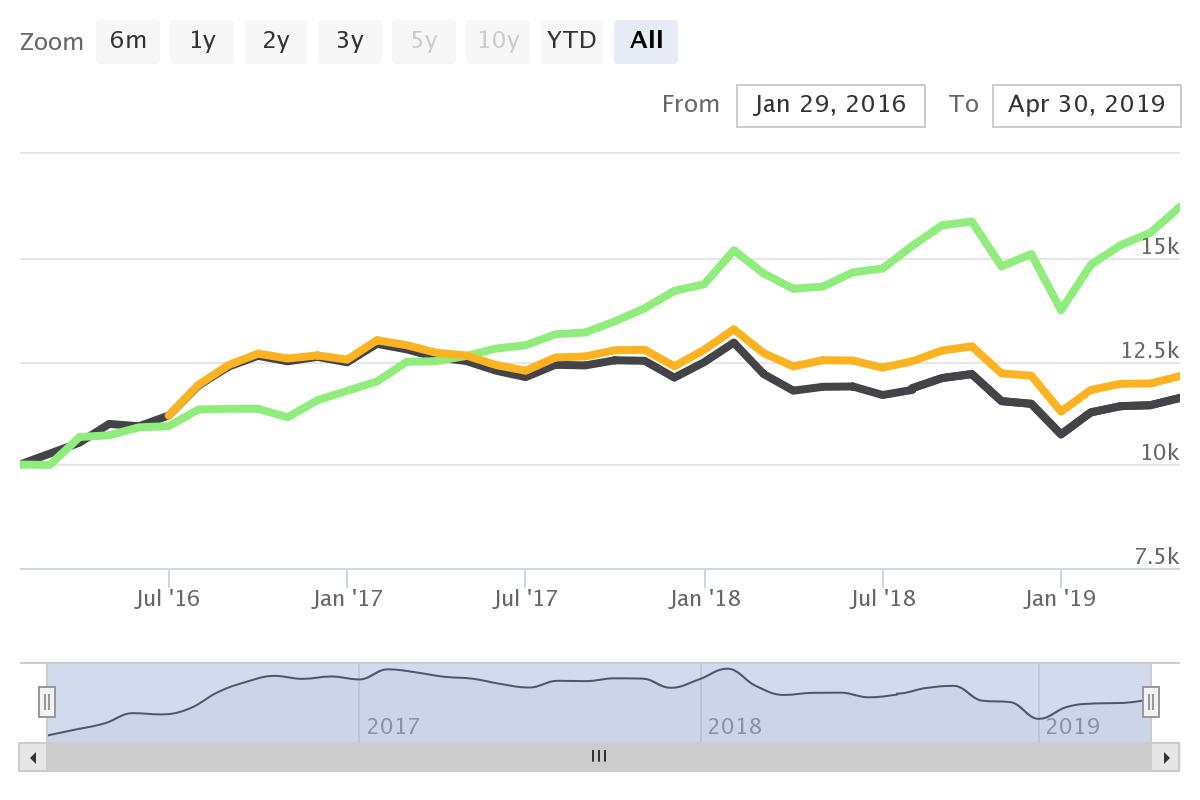 Zoom 6m 1y 2y 3y 5y 10y YTD All
From Jan 29, 2016 To Apr 30, 2019
15k
12.5k
10k
7.5k
Jul '16 Jan '17 Jul '17 Jan '18 Jul '18 Jan '19
2017 2018 2019